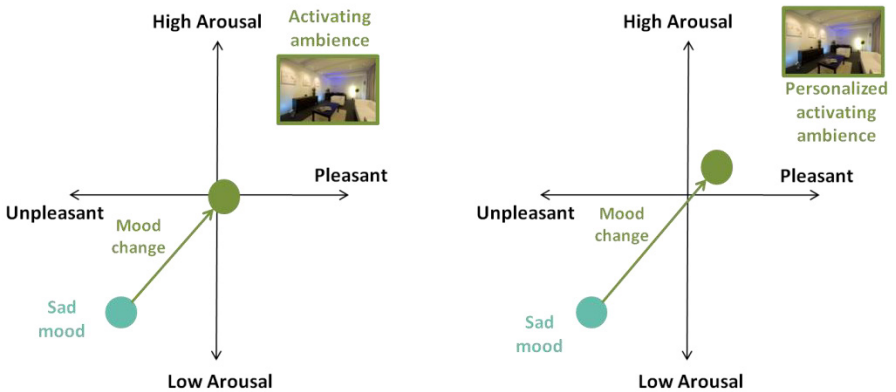 High Arousal
Activating
ambience
Pleasant
Unpleasant
Mood
change
Sad
mood
Low Arousal
High Arousal
Personalized
activating
ambience
Pleasant
Unpleasant
Mood
change
Sad
mood
Low Arousal